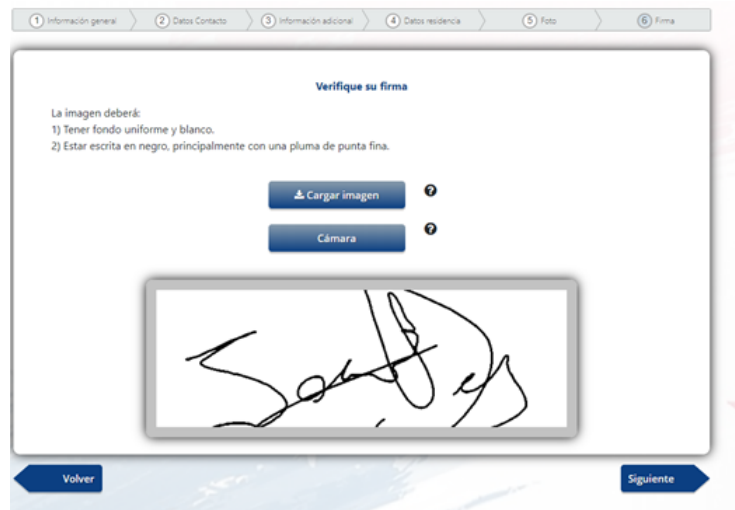 1 Información general
2 Datos Contacto
3 Información adicional
4 Datos residencia
5 Foto
6 Firma
Verifique su firma
La imagen deberá:
1) Tener fondo uniforme y blanco.
2) Estar escrita en negro, principalmente con una pluma de punta fina.
Cargar imagen
Cámara
Volver
Siguiente